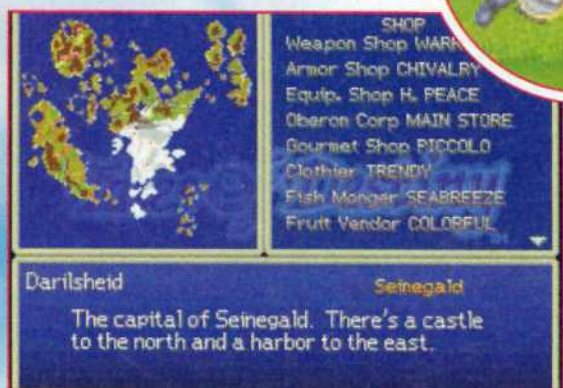 SHOP
Weapon Shop
Armor Shop CHIVALRY
Equip. Shop H. PEACE
Oberon Corp MAIN STORE
Gourmet Shop PICCOLO
Clothier TRENDY
Fish Monger SEABREEZE
Fruit Vendor COLORFUL
Darilsheid Seinegald
The capital of Seinegald. There's a castle
to the north and a harbor to the east.